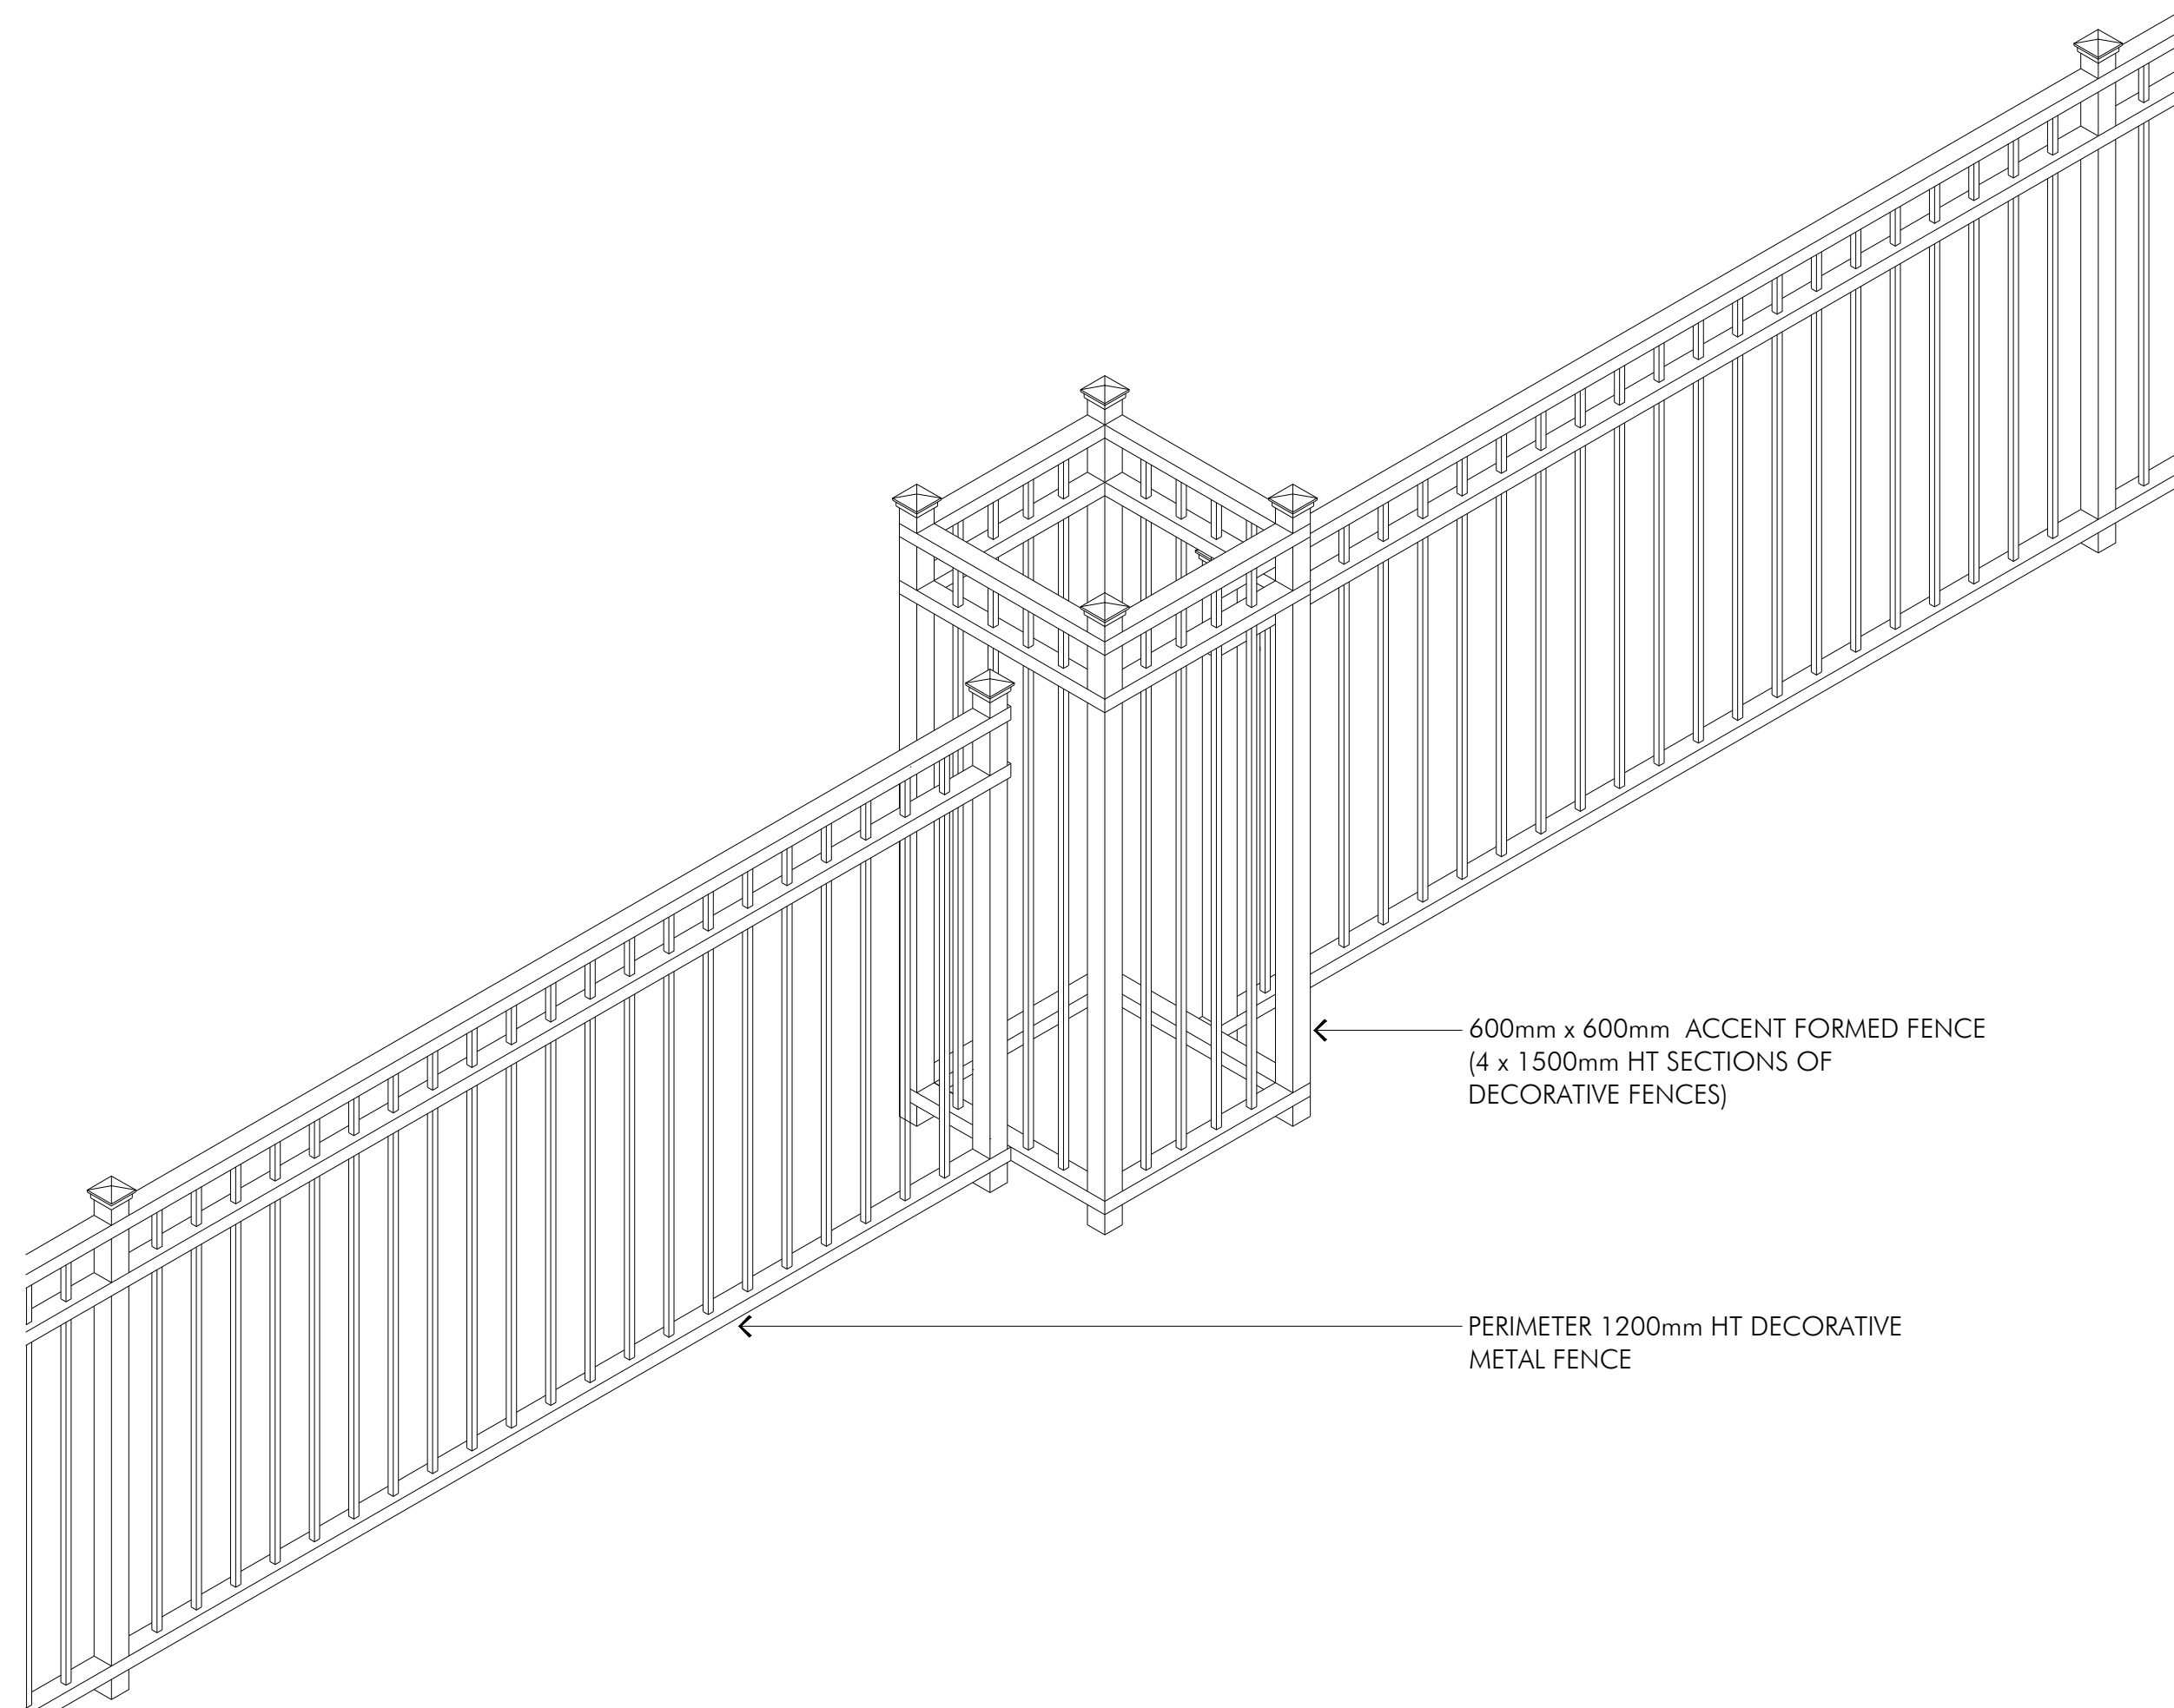 600mm x 600mm  ACCENT FORMED FENCE
(4 x 1500mm HT SECTIONS OF
DECORATIVE FENCES)
PERIMETER 1200mm HT DECORATIVE
METAL FENCE